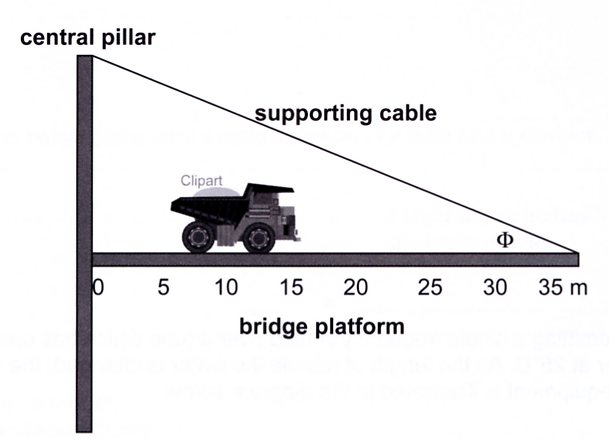 central pillar
supporting cable
Clipart
Φ
0 5 10 15 20 25 30 35 m
bridge platform